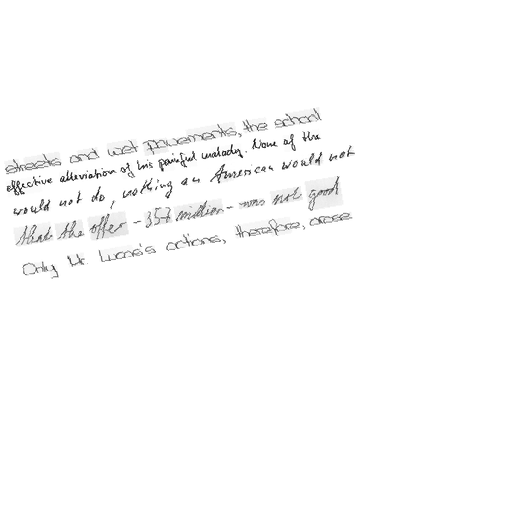 streets and wet pavements, the school
effective alleviation of his painful malady. None of the
would not do, nothing an American would not
that the offer - 357 million - was not good
Only Mr. Lucas's actions, therefore, arose